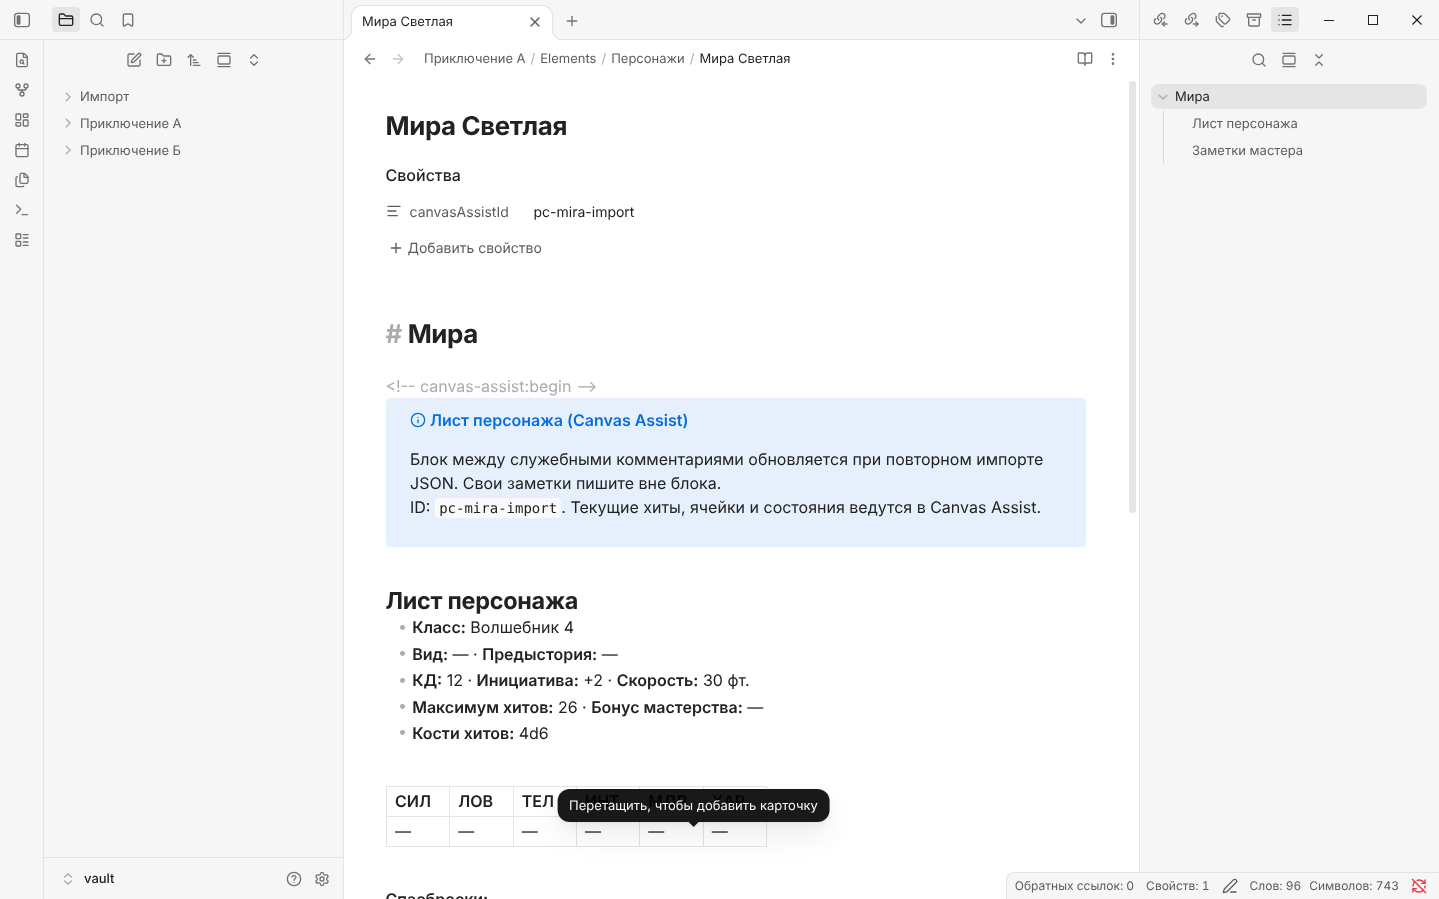 Мира Светлая
Приключение А / Elements / Персонажи / Мира Светлая
Импорт
Приключение А
Приключение Б
vault
Мира Светлая
Свойства
canvasAssistId pc-mira-import
Добавить свойство
# Мира
<!-- canvas-assist:begin -->
Лист персонажа (Canvas Assist)
Блок между служебными комментариями обновляется при повторном импорте
JSON. Свои заметки пишите вне блока.
ID: pc-mira-import. Текущие хиты, ячейки и состояния ведутся в Canvas Assist.
Лист персонажа
Класс: Волшебник 4
Вид: — · Предыстория: —
КД: 12 · Инициатива: +2 · Скорость: 30 фт.
Максимум хитов: 26 · Бонус мастерства: —
Кости хитов: 4d6
СИЛ ЛОВ ТЕЛ
Перетащить, чтобы добавить карточку
— — — — — —
Мира
Лист персонажа
Заметки мастера
Обратных ссылок: 0 Свойств: 1 Слов: 96 Символов: 743